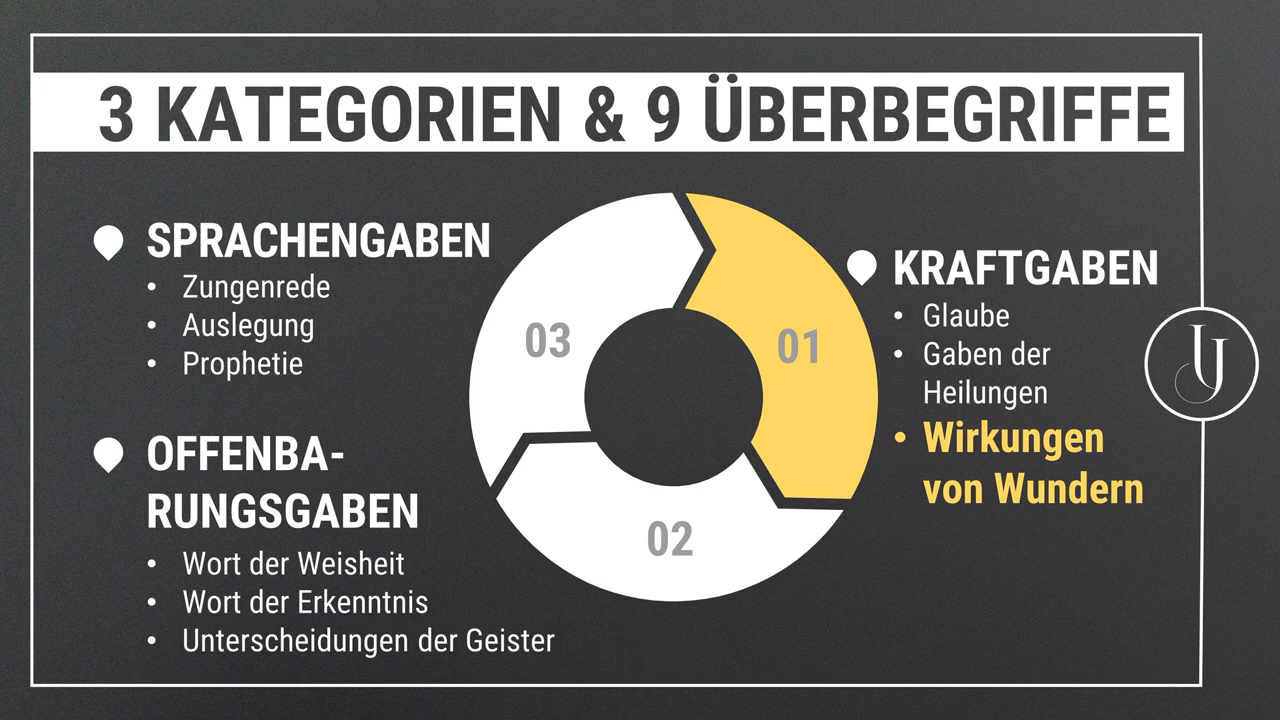 3 KATEGORIEN & 9 ÜBERBEGRIFFE
SPRACHENGABEN
• Zungenrede
• Auslegung
• Prophetie
OFFENBA-
RUNGSGABEN
• Wort der Weisheit
• Wort der Erkenntnis
• Unterscheidungen der Geister
03
01
02
KRAFTGABEN
• Glaube
• Gaben der
Heilungen
• Wirkungen
von Wundern